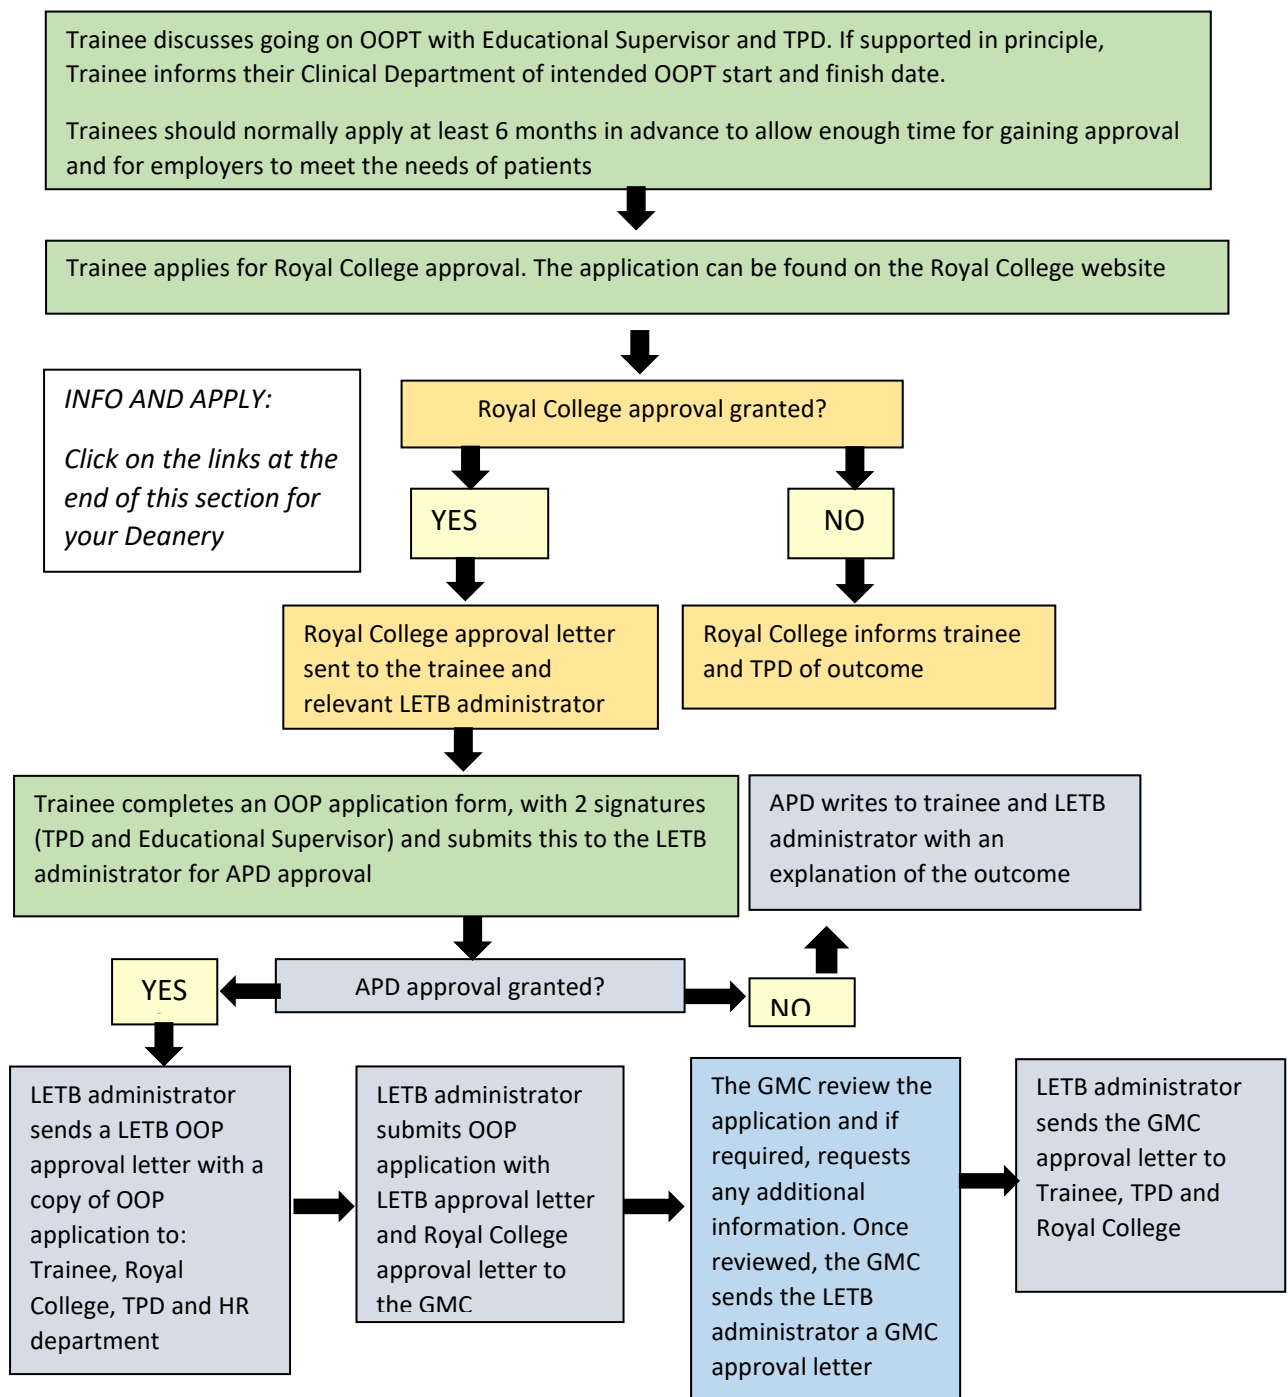 Trainee discusses going on OOPT with Educational Supervisor and TPD. If supported in principle,
Trainee informs their Clinical Department of intended OOPT start and finish date.
Trainees should normally apply at least 6 months in advance to allow enough time for gaining approval
and for employers to meet the needs of patients
Trainee applies for Royal College approval. The application can be found on the Royal College website
INFO AND APPLY:
Click on the links at the
end of this section for
your Deanery
Royal College approval granted?
YES
NO
Royal College approval letter
sent to the trainee and
relevant LETB administrator
Royal College informs trainee
and TPD of outcome
Trainee completes an OOP application form, with 2 signatures
(TPD and Educational Supervisor) and submits this to the LETB
administrator for APD approval
APD writes to trainee and LETB
administrator with an
explanation of the outcome
YES
APD approval granted?
NO
LETB administrator
sends a LETB OOP
approval letter with a
copy of OOP
application to:
Trainee, Royal
College, TPD and HR
department
LETB administrator
submits OOP
application with
LETB approval letter
and Royal College
approval letter to
the GMC
The GMC review the
application and if
required, requests
any additional
information. Once
reviewed, the GMC
sends the LETB
administrator a GMC
approval letter
LETB administrator
sends the GMC
approval letter to
Trainee, TPD and
Royal College